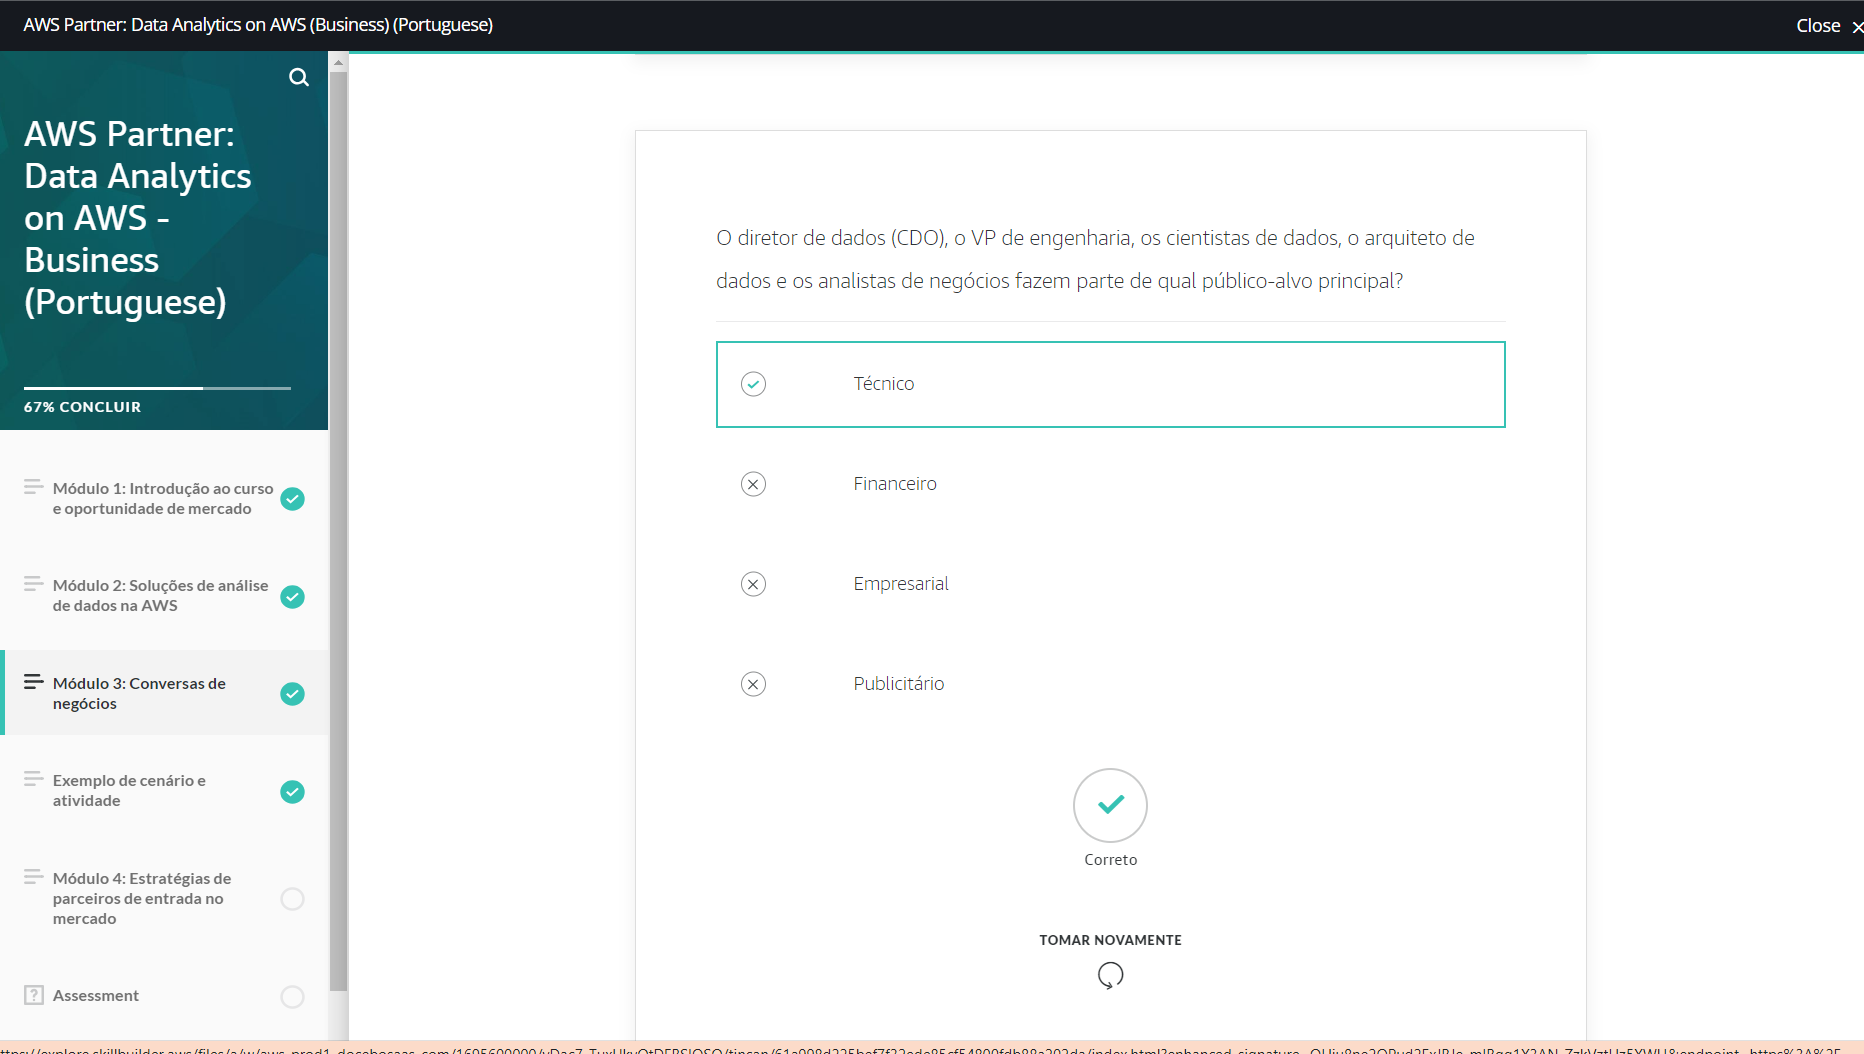 AWS Partner: Data Analytics on AWS (Business) (Portuguese)
Close
AWS Partner:
Data Analytics
on AWS -
Business
(Portuguese)
67% CONCLUIR
Módulo 1: Introdução ao curso
e oportunidade de mercado
Módulo 2: Soluções de análise
de dados na AWS
Módulo 3: Conversas de
negócios
Exemplo de cenário e
atividade
Módulo 4: Estratégias de
parceiros de entrada no
mercado
Assessment
O diretor de dados (CDO), o VP de engenharia, os cientistas de dados, o arquiteto de
dados e os analistas de negócios fazem parte de qual público-alvo principal?
Técnico
Financeiro
Empresarial
Publicitário
Correto
TOMAR NOVAMENTE